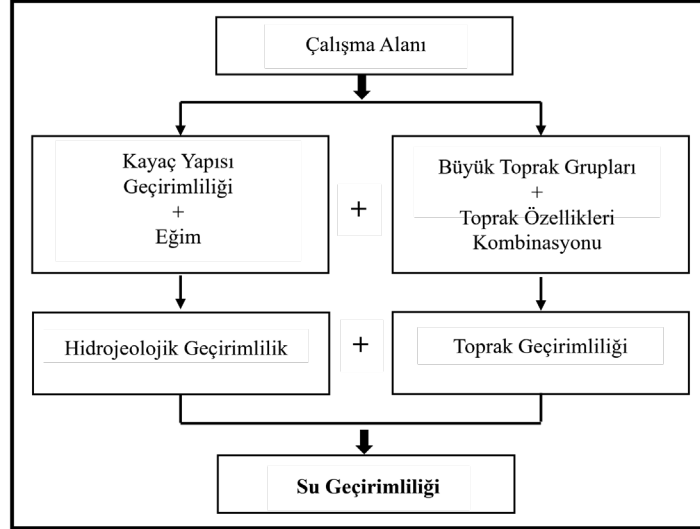 Çalışma Alanı
Kayaç Yapısı
Geçirimliliği
+
Eğim
+
Büyük Toprak Grupları
+
Toprak Özellikleri
Kombinasyonu
Hidrojeolojik Geçirimlilik
+
Toprak Geçirimliliği
Su Geçirimliliği